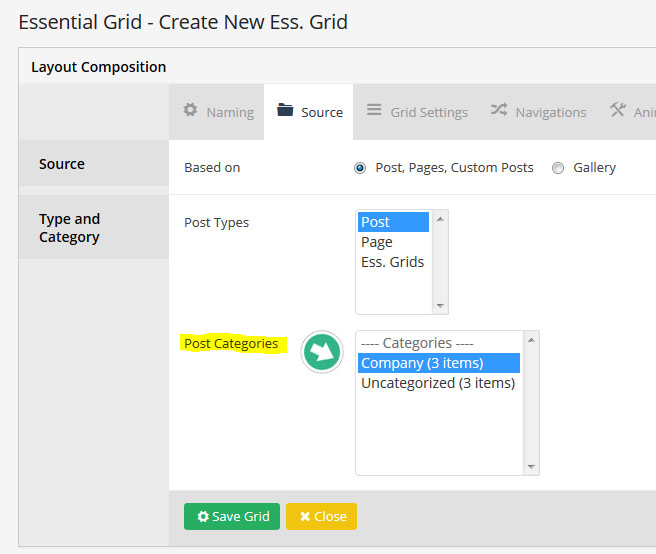 Essential Grid - Create New Ess. Grid
Layout Composition
Naming
Source
Grid Settings
Navigations
Ani
Source
Based on
Post, Pages, Custom Posts
Gallery
Type and
Category
Post Types
Post
Page
Ess. Grids
Post Categories
---- Categories ----
Company (3 items)
Uncategorized (3 items)
Save Grid
Close